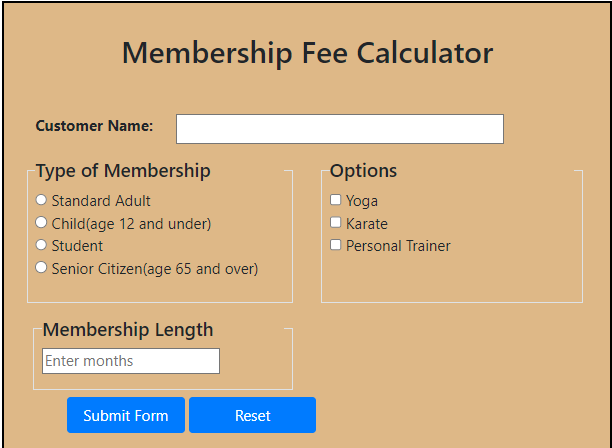 Membership Fee Calculator
Customer Name:
Type of Membership
Standard Adult
Child(age 12 and under)
Student
Senior Citizen(age 65 and over)
Options
Yoga
Karate
Personal Trainer
Membership Length
Enter months
Submit Form
Reset